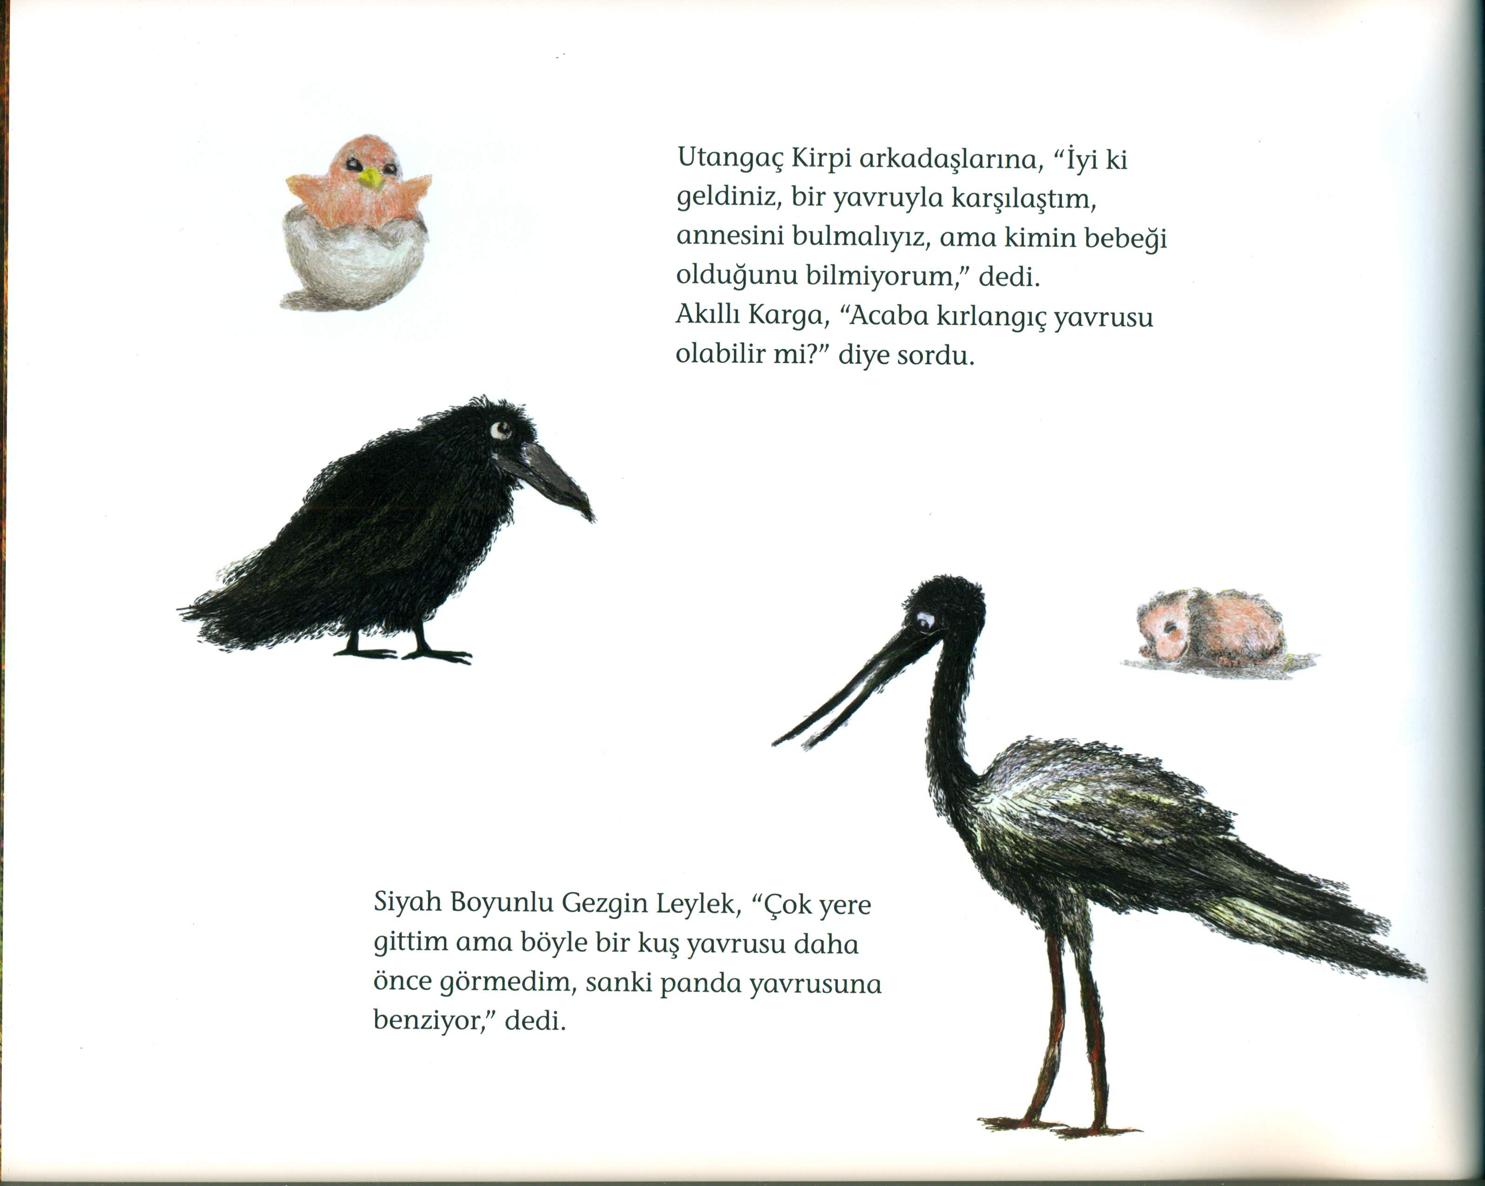 Utangaç Kirpi arkadaşlarına, “İyi ki
geldiniz, bir yavruyla karşılaştım,
annesini bulmalıyız, ama kimin bebeği
olduğunu bilmiyorum,” dedi.
Akıllı Karga, “Acaba kırlangıç yavrusu
olabilir mi?” diye sordu.
Siyah Boyunlu Gezgin Leylek, “Çok yere
gittim ama böyle bir kuş yavrusu daha
önce görmedim, sanki panda yavrusuna
benziyor,” dedi.